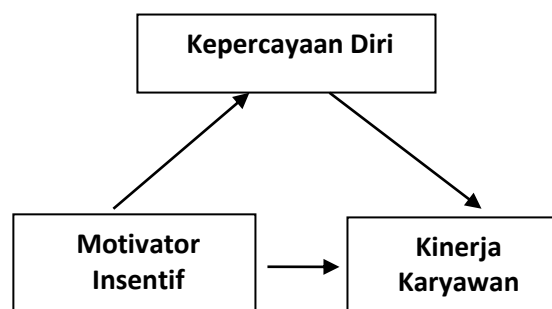 Kepercayaan Diri
Motivator
Insentif
Kinerja
Karyawan